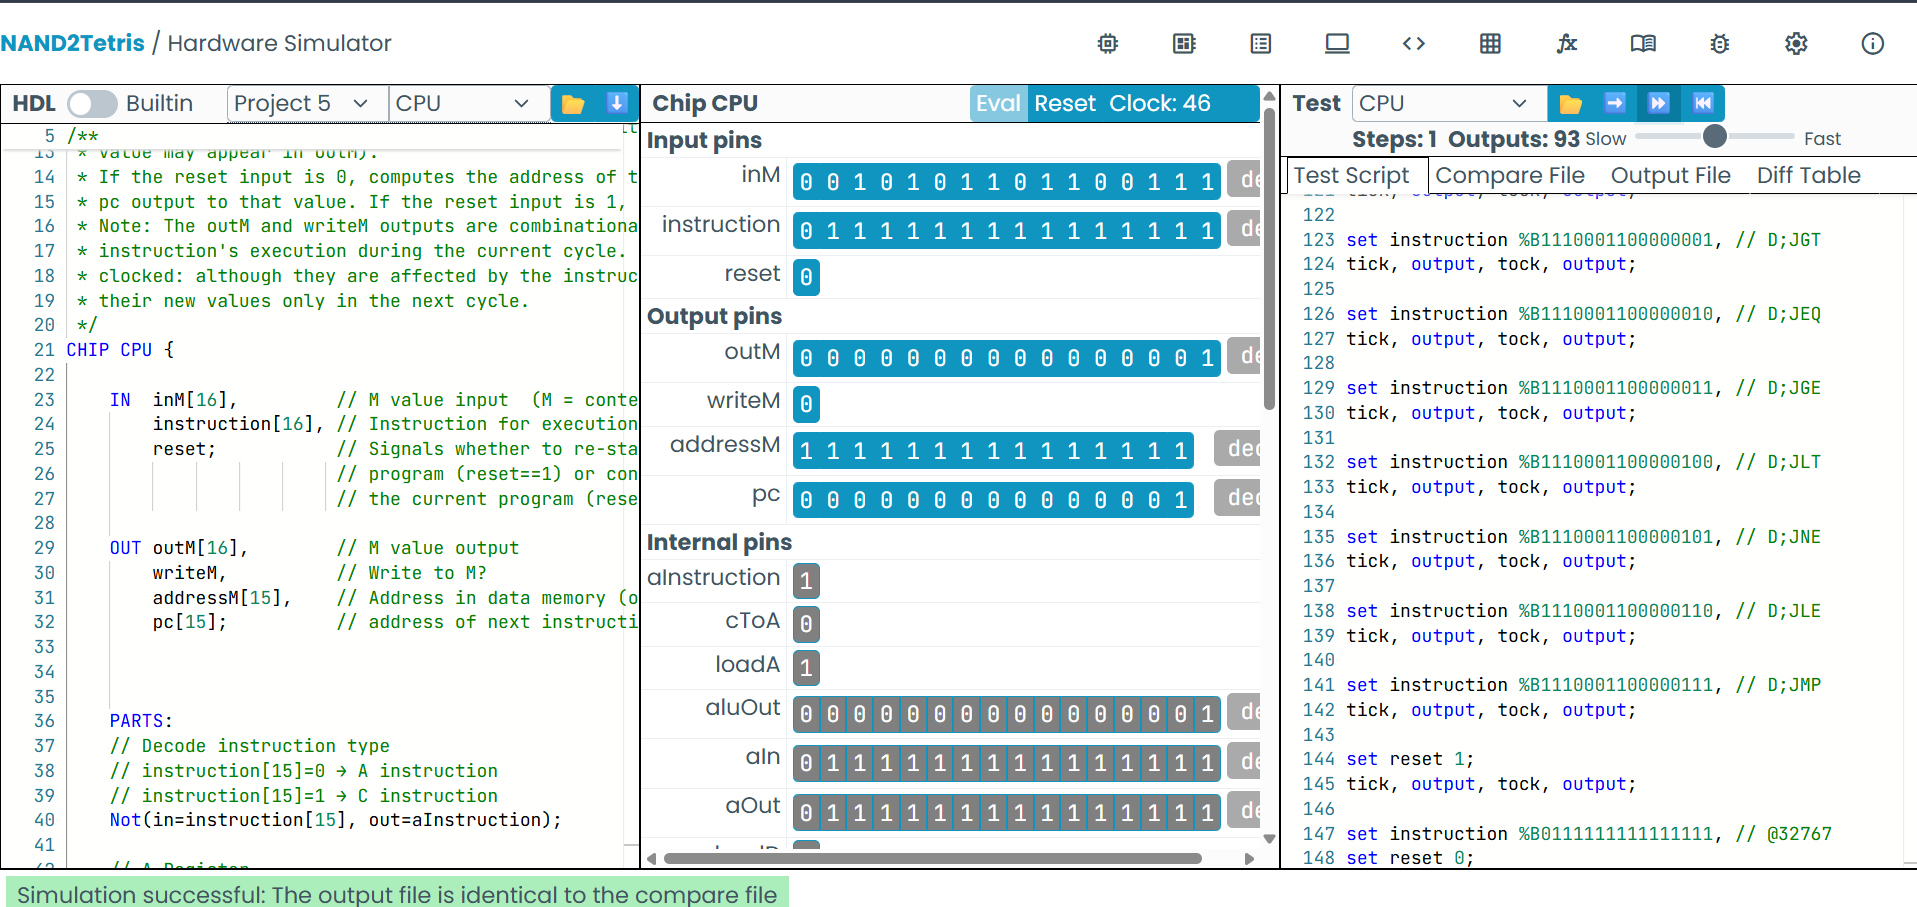 NAND2Tetris / Hardware Simulator
HDL Builtin Project 5 CPU
5 /**
13 * value may appear in outM).
14 * If the reset input is 0, computes the address of t
15 * pc output to that value. If the reset input is 1,
16 * Note: The outM and writeM outputs are combinationa
17 * instruction's execution during the current cycle.
18 * clocked: although they are affected by the instruc
19 * their new values only in the next cycle.
20 */
21 CHIP CPU {
22
23 IN inM[16], // M value input (M = conte
24 instruction[16], // Instruction for execution
25 reset; // Signals whether to re-sta
26 // program (reset==1) or con
27 // the current program (rese
28
29 OUT outM[16], // M value output
30 writeM, // Write to M?
31 addressM[15], // Address in data memory (o
32 pc[15]; // address of next instructi
33
34
35
36 PARTS:
37 // Decode instruction type
38 // instruction[15]=0 → A instruction
39 // instruction[15]=1 → C instruction
40 Not(in=instruction[15], out=aInstruction);
41
42 // A Register
Chip CPU Eval Reset Clock: 46
Input pins
inM 0 0 1 0 1 0 1 1 0 1 1 0 0 1 1 1 de
instruction 0 1 1 1 1 1 1 1 1 1 1 1 1 1 1 1 de
reset 0
Output pins
outM 0 0 0 0 0 0 0 0 0 0 0 0 0 0 0 1 de
writeM 0
addressM 1 1 1 1 1 1 1 1 1 1 1 1 1 1 1 dec
pc 0 0 0 0 0 0 0 0 0 0 0 0 0 0 1 dec
Internal pins
aInstruction 1
cToA 0
loadA 1
aluOut 0 0 0 0 0 0 0 0 0 0 0 0 0 0 0 1 de
aIn 0 1 1 1 1 1 1 1 1 1 1 1 1 1 1 1 de
aOut 0 1 1 1 1 1 1 1 1 1 1 1 1 1 1 1 de
Test CPU
Steps: 1 Outputs: 93 Slow Fast
Test Script Compare File Output File Diff Table
121 tick, output, tock, output;
122
123 set instruction %B1110001100000001, // D;JGT
124 tick, output, tock, output;
125
126 set instruction %B1110001100000010, // D;JEQ
127 tick, output, tock, output;
128
129 set instruction %B1110001100000011, // D;JGE
130 tick, output, tock, output;
131
132 set instruction %B1110001100000100, // D;JLT
133 tick, output, tock, output;
134
135 set instruction %B1110001100000101, // D;JNE
136 tick, output, tock, output;
137
138 set instruction %B1110001100000110, // D;JLE
139 tick, output, tock, output;
140
141 set instruction %B1110001100000111, // D;JMP
142 tick, output, tock, output;
143
144 set reset 1;
145 tick, output, tock, output;
146
147 set instruction %B0111111111111111, // @32767
148 set reset 0;
Simulation successful: The output file is identical to the compare file